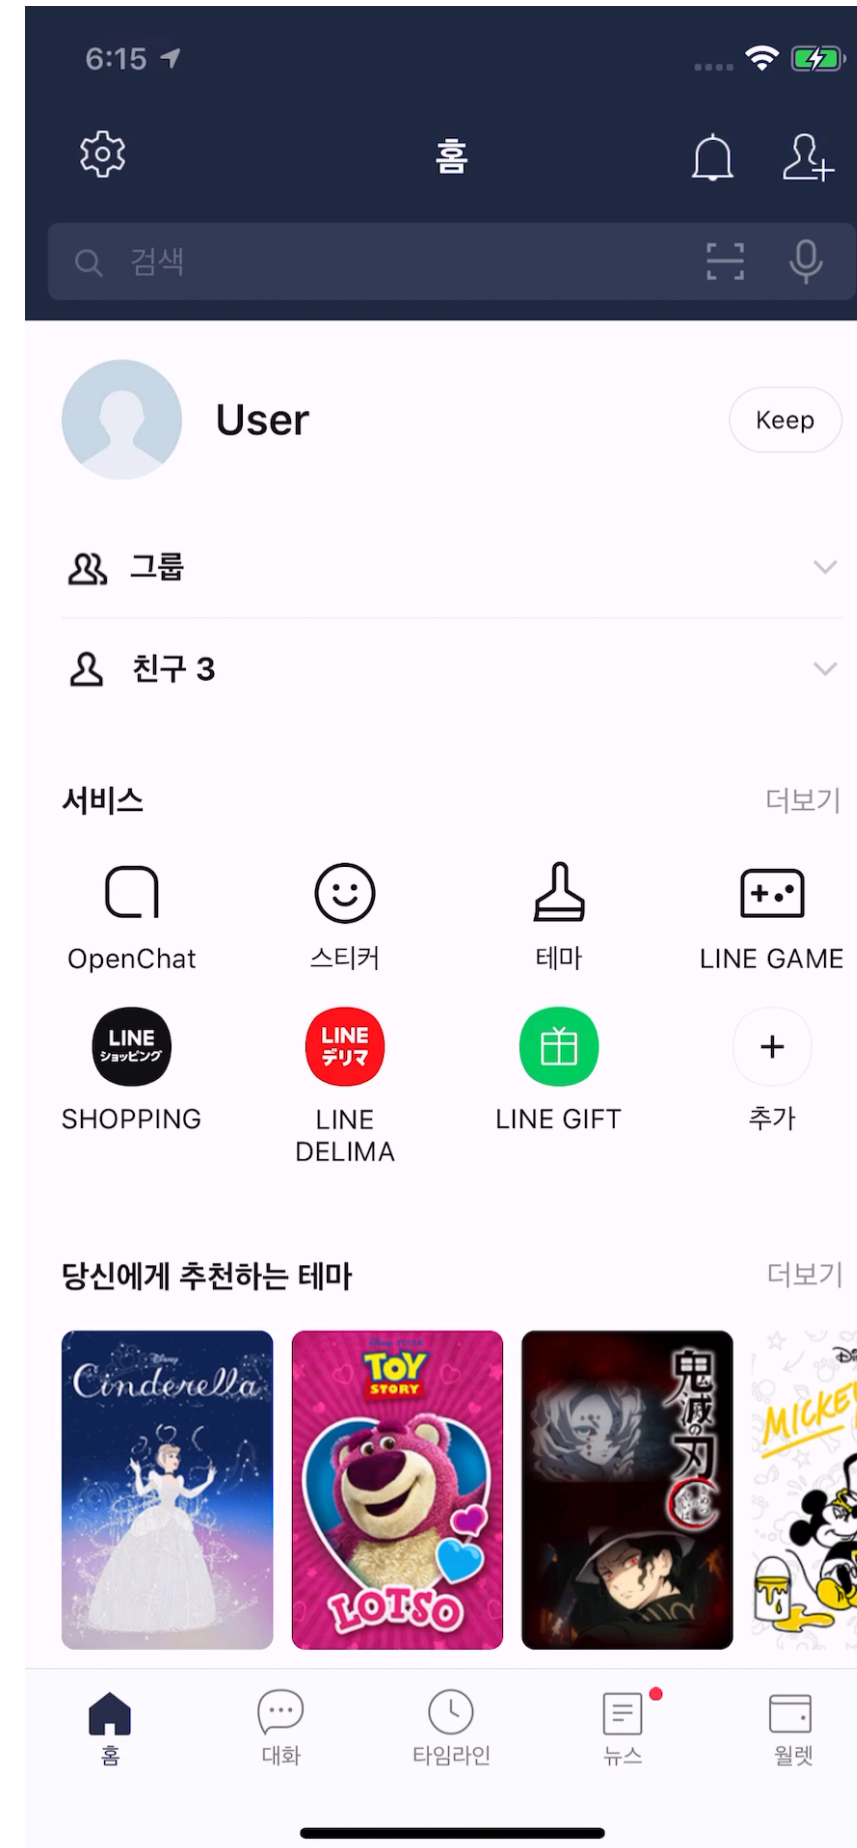 6:15
홈
검색
User
Keep
그룹
친구 3
서비스
더보기
OpenChat
스티커
테마
LINE GAME
LINE
ショッピング
SHOPPING
LINE
デリマ
LINE
DELIMA
LINE GIFT
추가
당신에게 추천하는 테마
더보기
Disney
Cinderella
Disney PIXAR
TOY
STORY
LOTSO
鬼滅の刃
MICKE
홈
대화
타임라인
뉴스
월렛